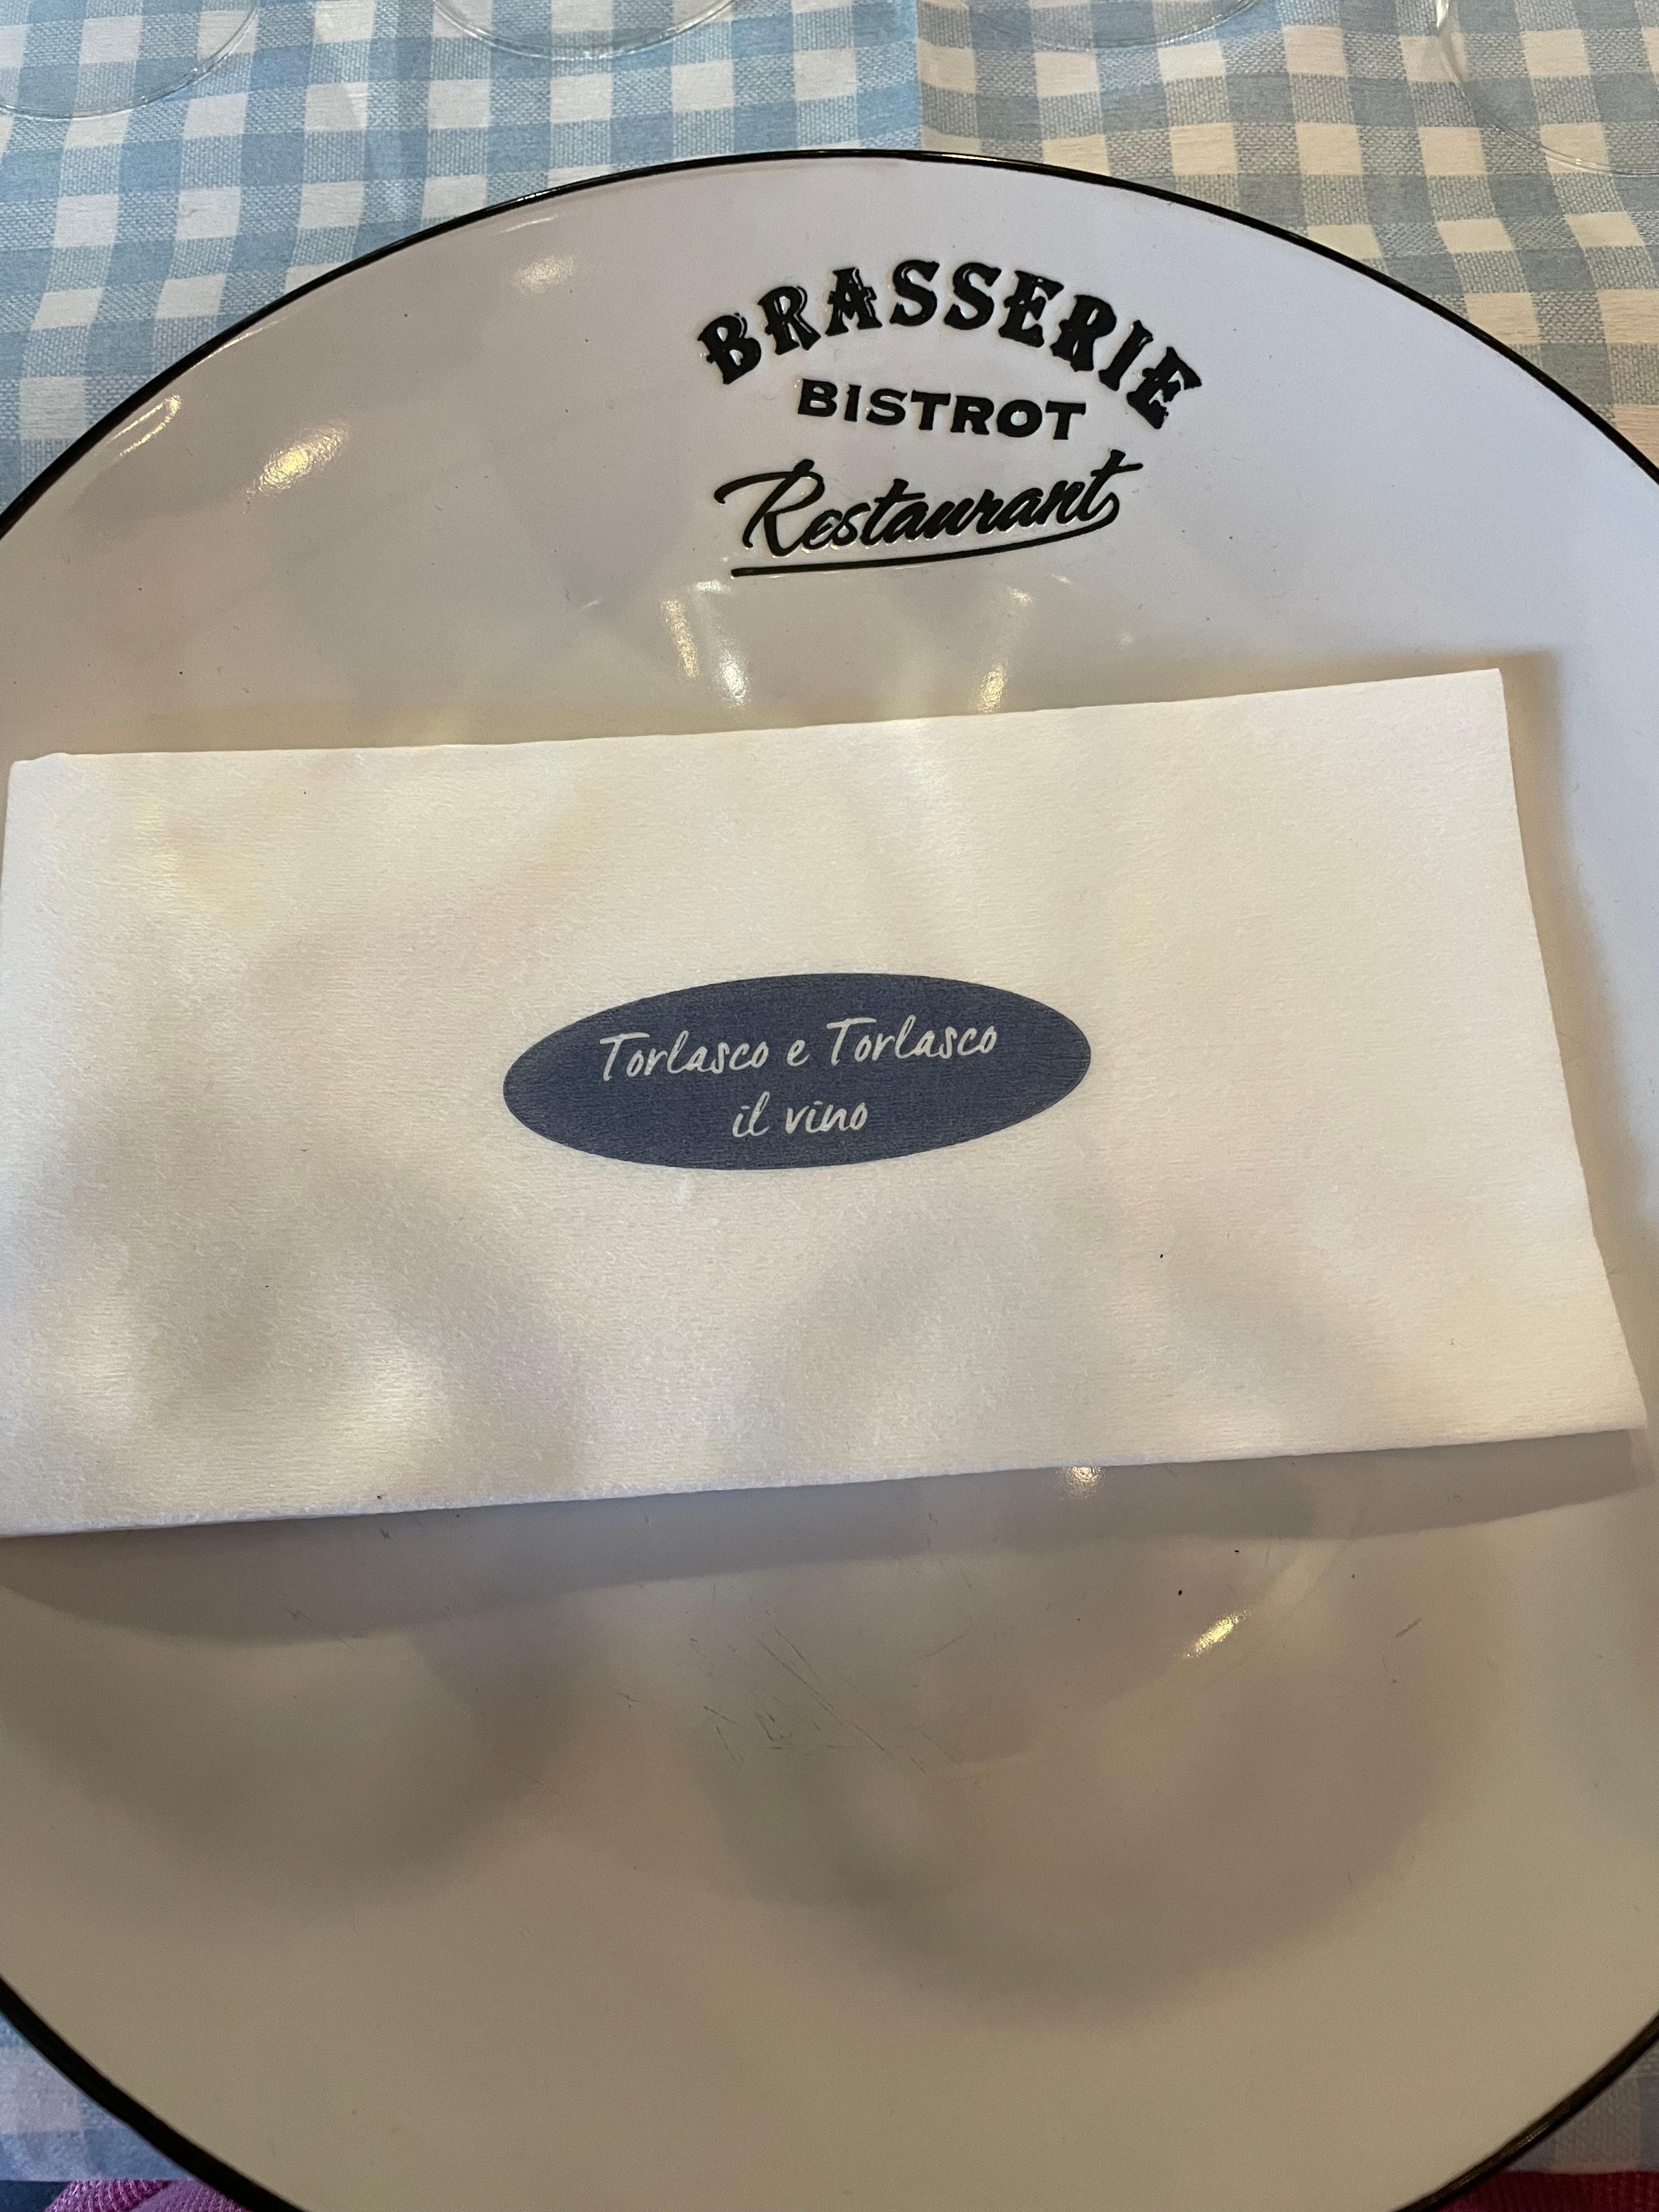 BRASSERIE
BISTROT
Restaurant
Torlasco e Torlasco
il vino